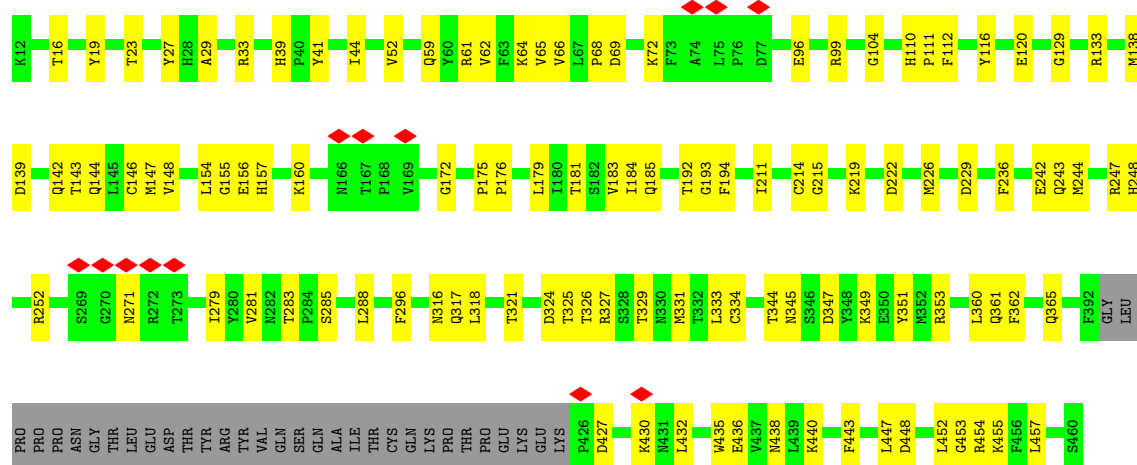 K12 T16 Y19 T23 Y27 H28 A29 R33 H39 P40 Y41 I44 V52 Q59 Y60 R61 V62 F63 K64 V65 V66 L67 P68 D69 K72 F73 A74 L75 P76 D77 E96 R99 G104 H110 P111 F112 Y116 E120 G129 R133 M138
D139 Q142 T143 Q144 L145 C146 M147 V148 L154 G155 E156 H157 K160 N166 T167 P168 V169 G172 P175 P176 L179 I180 T181 S182 V183 I184 Q185 T192 G193 F194 I211 C214 G215 K219 D222 M226 D229 F236 E242 Q243 M244 R247 H248
R252 S269 G270 N271 R272 T273 I279 Y280 V281 N282 T283 P284 S285 L288 F296 N316 Q317 L318 T321 D324 T325 T326 R327 S328 T329 N330 M331 T332 L333 C334 T344 N345 S346 D347 Y348 K349 E350 Y351 M352 R353 L360 Q361 F362 Q365 F392 GLY LEU
PRO PRO PRO ASN GLY THR LEU GLU ASP THR TYR ARG TYR VAL GLN SER GLN ALA ILE THR CYS GLN LYS PRO THR PRO GLU LYS GLU LYS P426 D427 K430 N431 L432 W435 E436 V437 N438 L439 K440 F443 L447 D448 L452 G453 R454 K455 F456 L457 S460